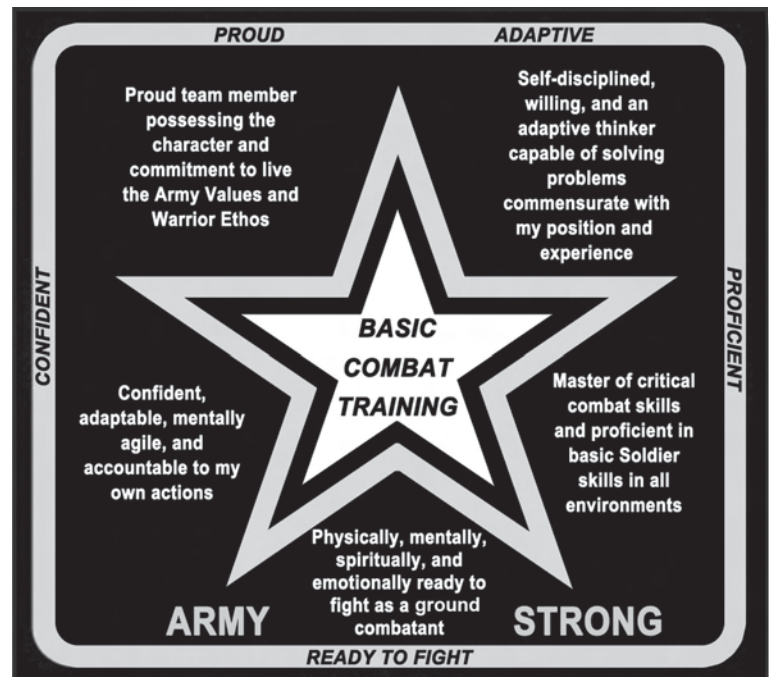 PROUD
ADAPTIVE
Proud team member
possessing the
character and
commitment to live
the Army Values and
Warrior Ethos
Self-disciplined,
willing, and an
adaptive thinker
capable of solving
problems
commensurate with
my position and
experience
CONFIDENT
PROFICIENT
BASIC
COMBAT
TRAINING
Confident,
adaptable, mentally
agile, and
accountable to my
own actions
Master of critical
combat skills
and proficient in
basic Soldier
skills in all
environments
Physically, mentally,
spiritually, and
emotionally ready to
fight as a ground
combatant
ARMY
STRONG
READY TO FIGHT